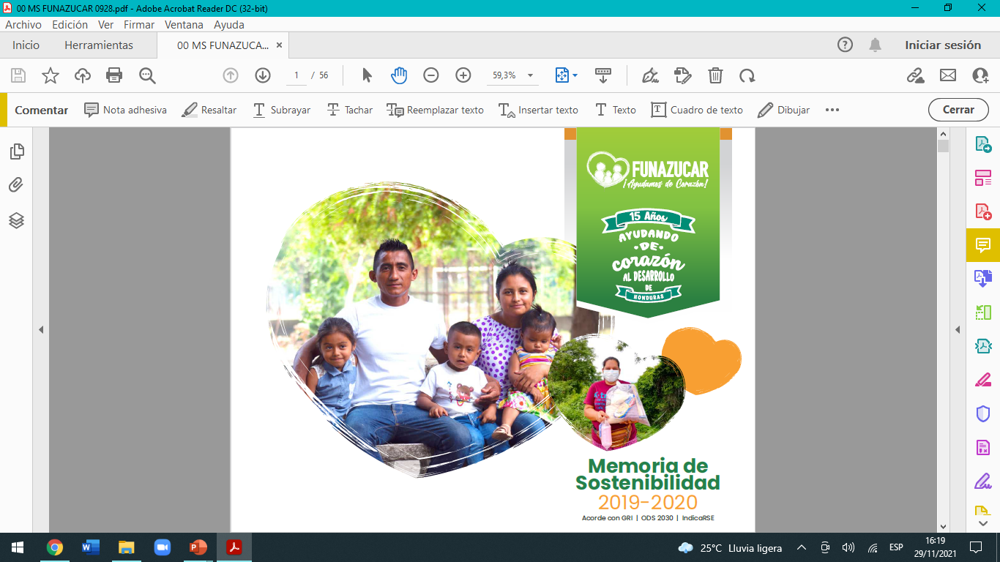 00 MS FUNAZUCAR 0928.pdf - Adobe Acrobat Reader DC (32-bit)
Archivo Edición Ver Firmar Ventana Ayuda
Inicio Herramientas 00 MS FUNAZUCA... × Iniciar sesión
1 / 56 59,3%
Comentar Nota adhesiva Resaltar Subrayar Tachar Reemplazar texto Insertar texto Texto Cuadro de texto Dibujar Cerrar
FUNAZUCAR
¡Ayudamos de Corazón!
15 Años
AYUDANDO
•DE•
corazón
AL DESARROLLO
DE
HONDURAS
Memoria de
Sostenibilidad
2019-2020
Acorde con GRI | ODS 2030 | IndicaRSE
25°C Lluvia ligera ESP 16:19
29/11/2021